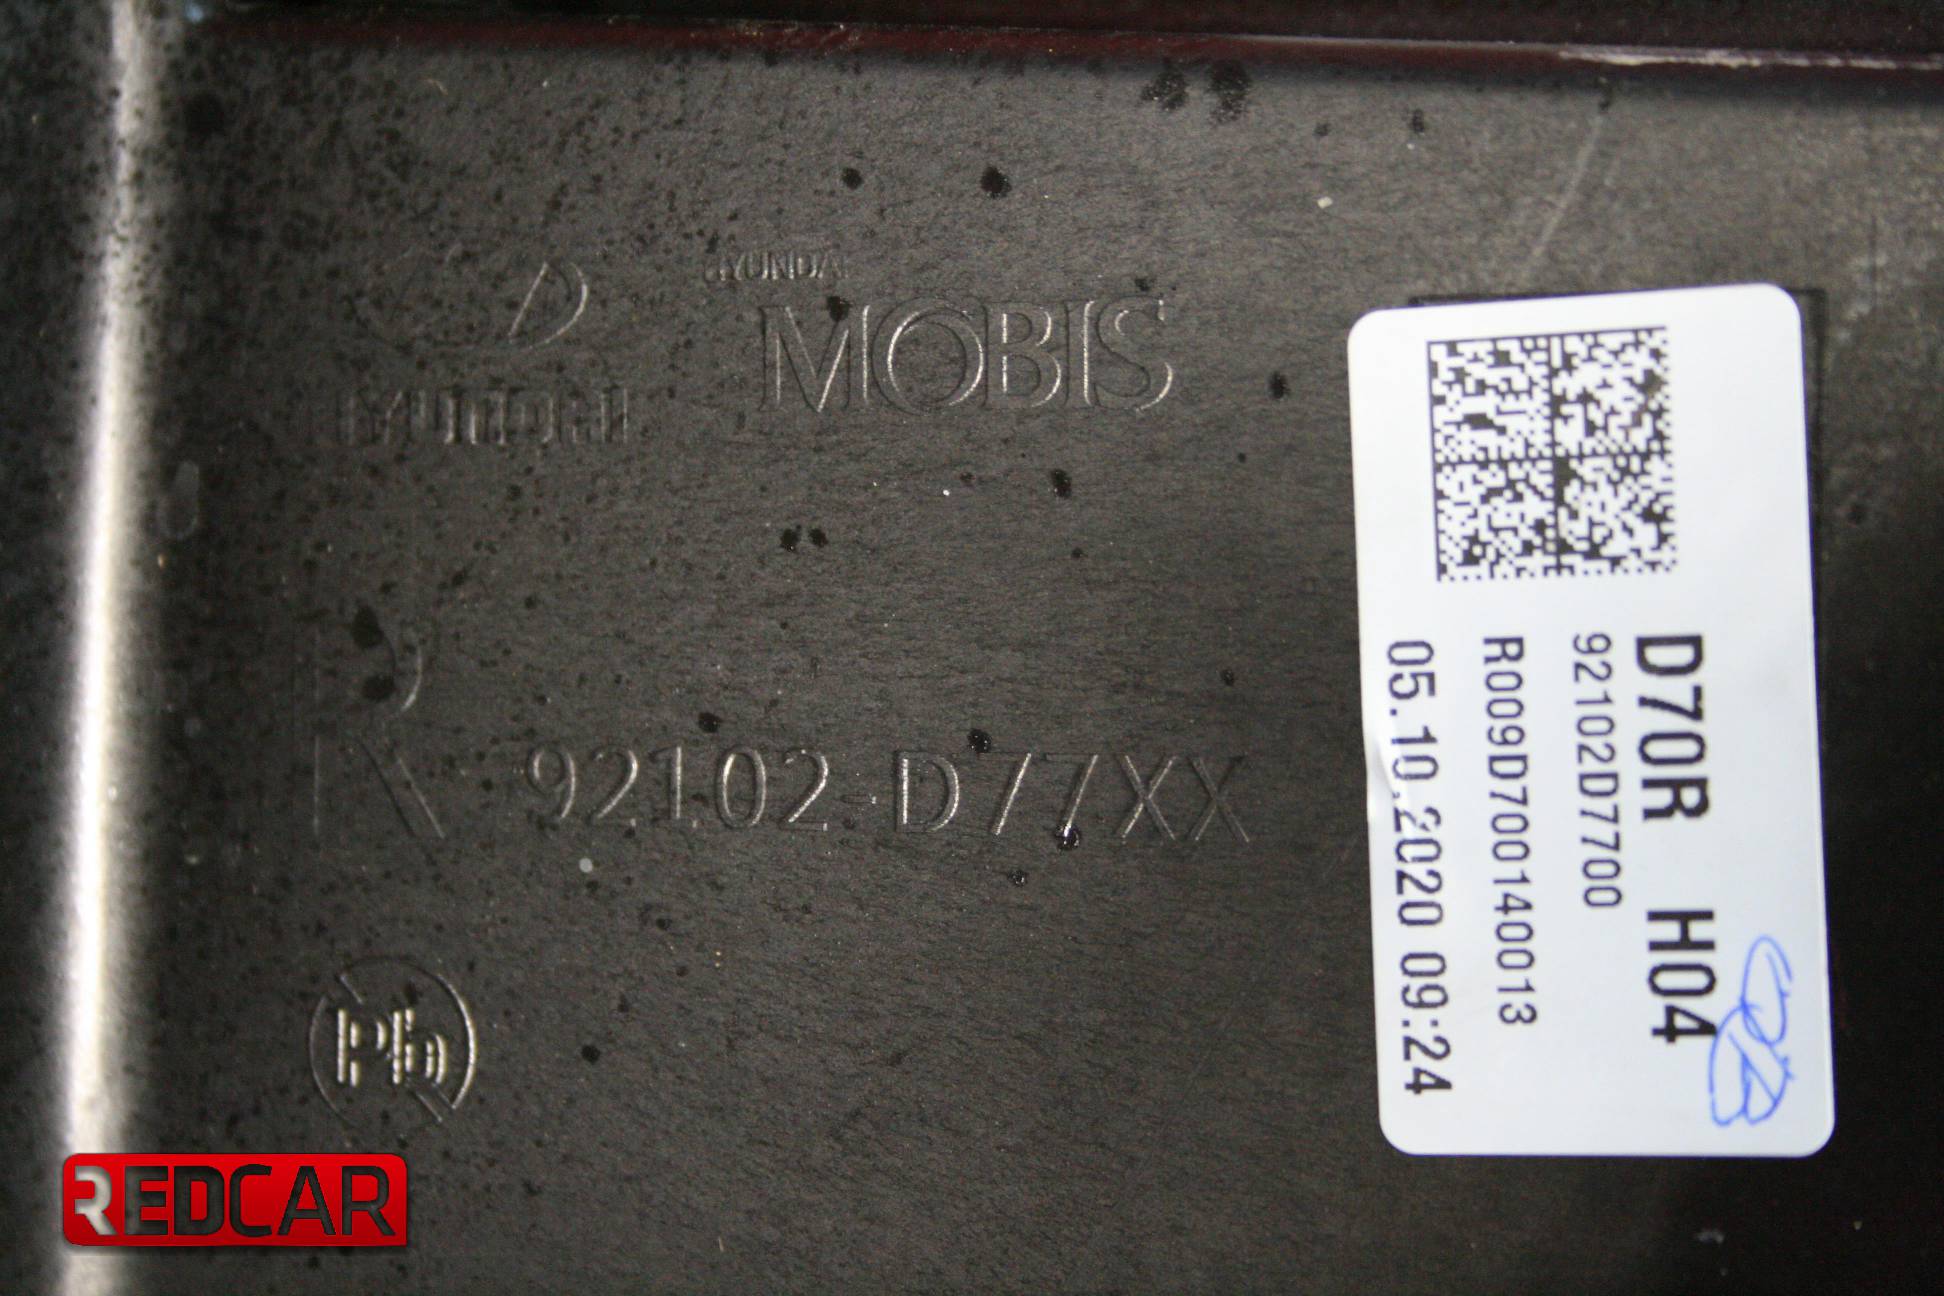 HYUNDAI
MOBIS
HYUNDAI
R 92102-D77XX
Pb
D70R H04
92102D7700
R009D700140013
05.10.2020 09:24
REDCAR